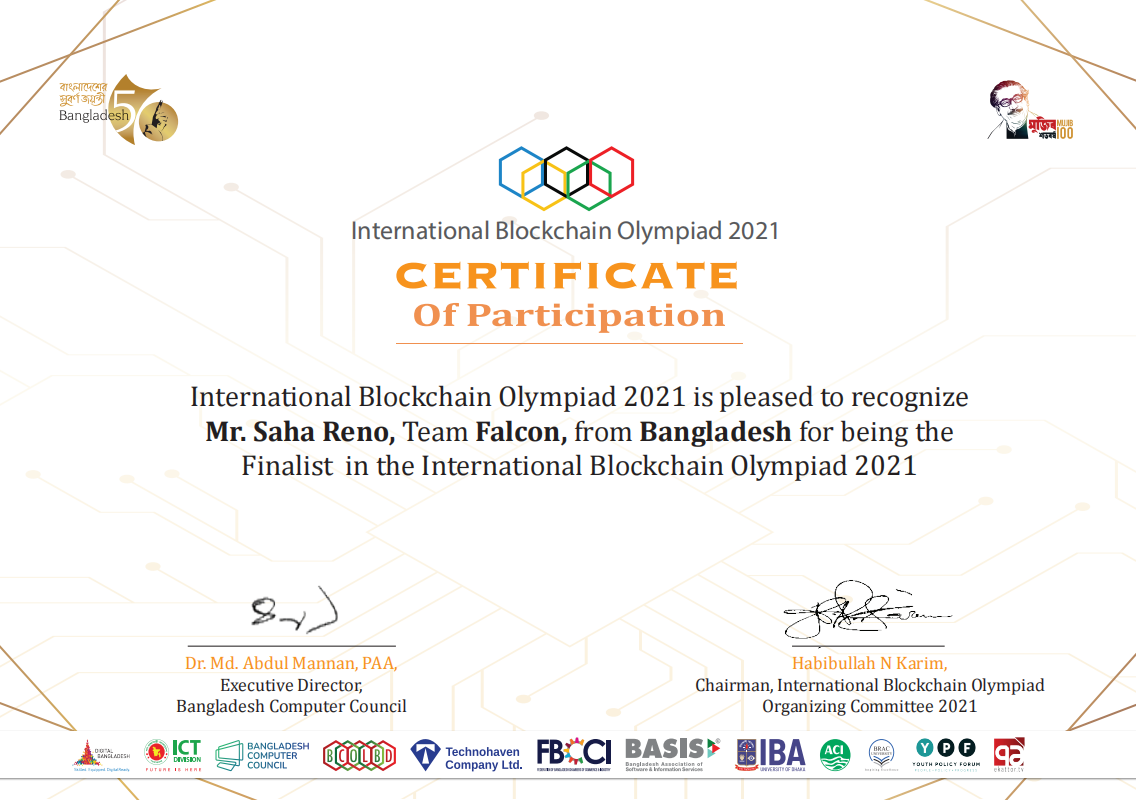 বাংলাদেশের
সুবর্ণ জয়ন্তী
Bangladesh 50
মুজিব MUJIB
শতবর্ষ 100
International Blockchain Olympiad 2021
CERTIFICATE
Of Participation
International Blockchain Olympiad 2021 is pleased to recognize
Mr. Saha Reno, Team Falcon, from Bangladesh for being the
Finalist in the International Blockchain Olympiad 2021
Dr. Md. Abdul Mannan, PAA,
Executive Director,
Bangladesh Computer Council
Habibullah N Karim,
Chairman, International Blockchain Olympiad
Organizing Committee 2021
DIGITAL
BANGLADESH
ICT
DIVISION
FUTURE IS HERE
BANGLADESH
COMPUTER
COUNCIL
BCOLBD
Technohaven
Company Ltd.
FBCCI
BASIS
Bangladesh Association of
Software & Information Services
IBA
UNIVERSITY OF DHAKA
ACI
BRAC
UNIVERSITY
YPF
YOUTH POLICY FORUM
ekattor.tv